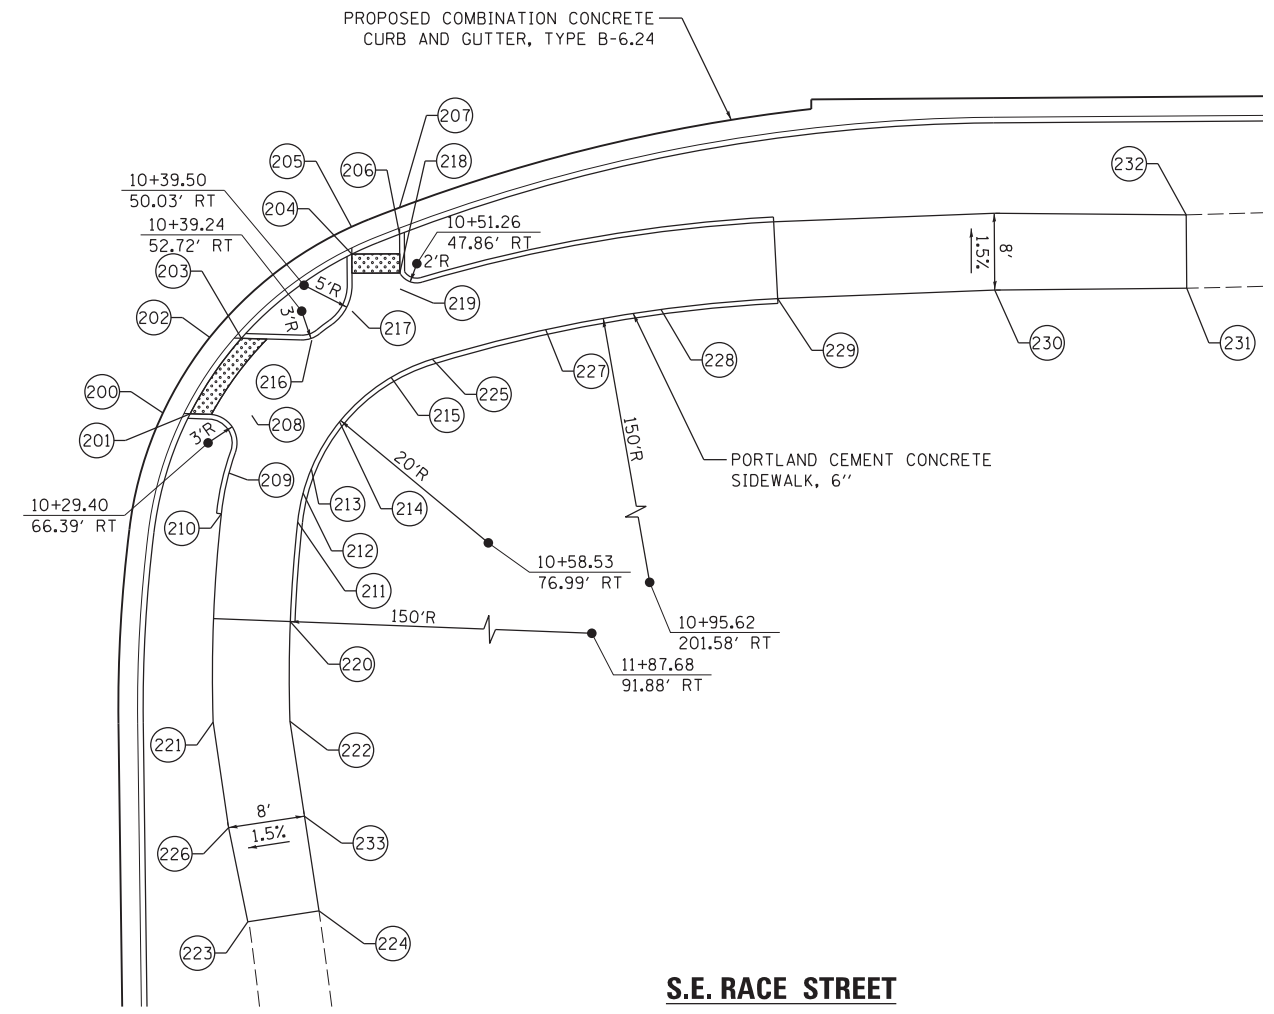 PROPOSED COMBINATION CONCRETE
CURB AND GUTTER, TYPE B-6.24
207
205
206
218
232
10+39.50
50.03' RT
204
10+51.26
47.86' RT
10+39.24
52.72' RT
203
2'R
8'
1.5%
5'R
3'R
219
202
217
230
231
229
228
227
216
200
225
215
208
201
3'R
150'R
PORTLAND CEMENT CONCRETE
SIDEWALK, 6''
20'R
209
10+29.40
66.39' RT
213
214
210
212
10+58.53
76.99' RT
211
150'R
10+95.62
201.58' RT
220
11+87.68
91.88' RT
221
222
8'
1.5%
226
233
223
224
S.E. RACE STREET